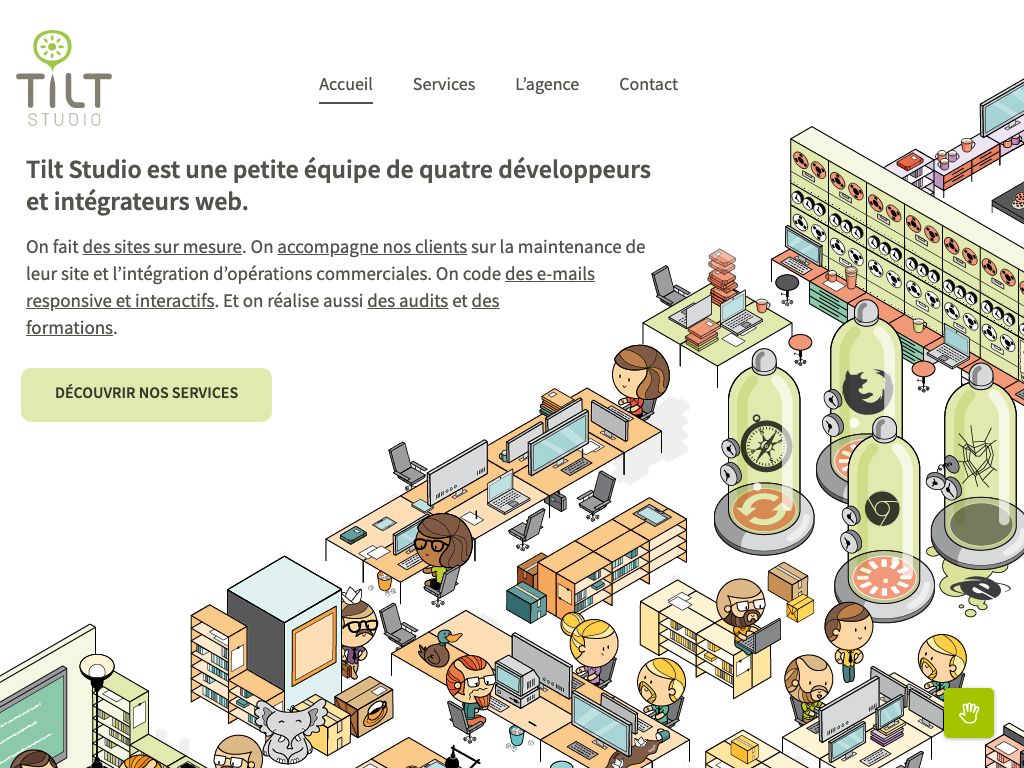 TILT
STUDIO
Accueil Services L’agence Contact
Tilt Studio est une petite équipe de quatre développeurs
et intégrateurs web.
On fait des sites sur mesure. On accompagne nos clients sur la maintenance de
leur site et l’intégration d’opérations commerciales. On code des e-mails
responsive et interactifs. Et on réalise aussi des audits et des
formations.
DÉCOUVRIR NOS SERVICES